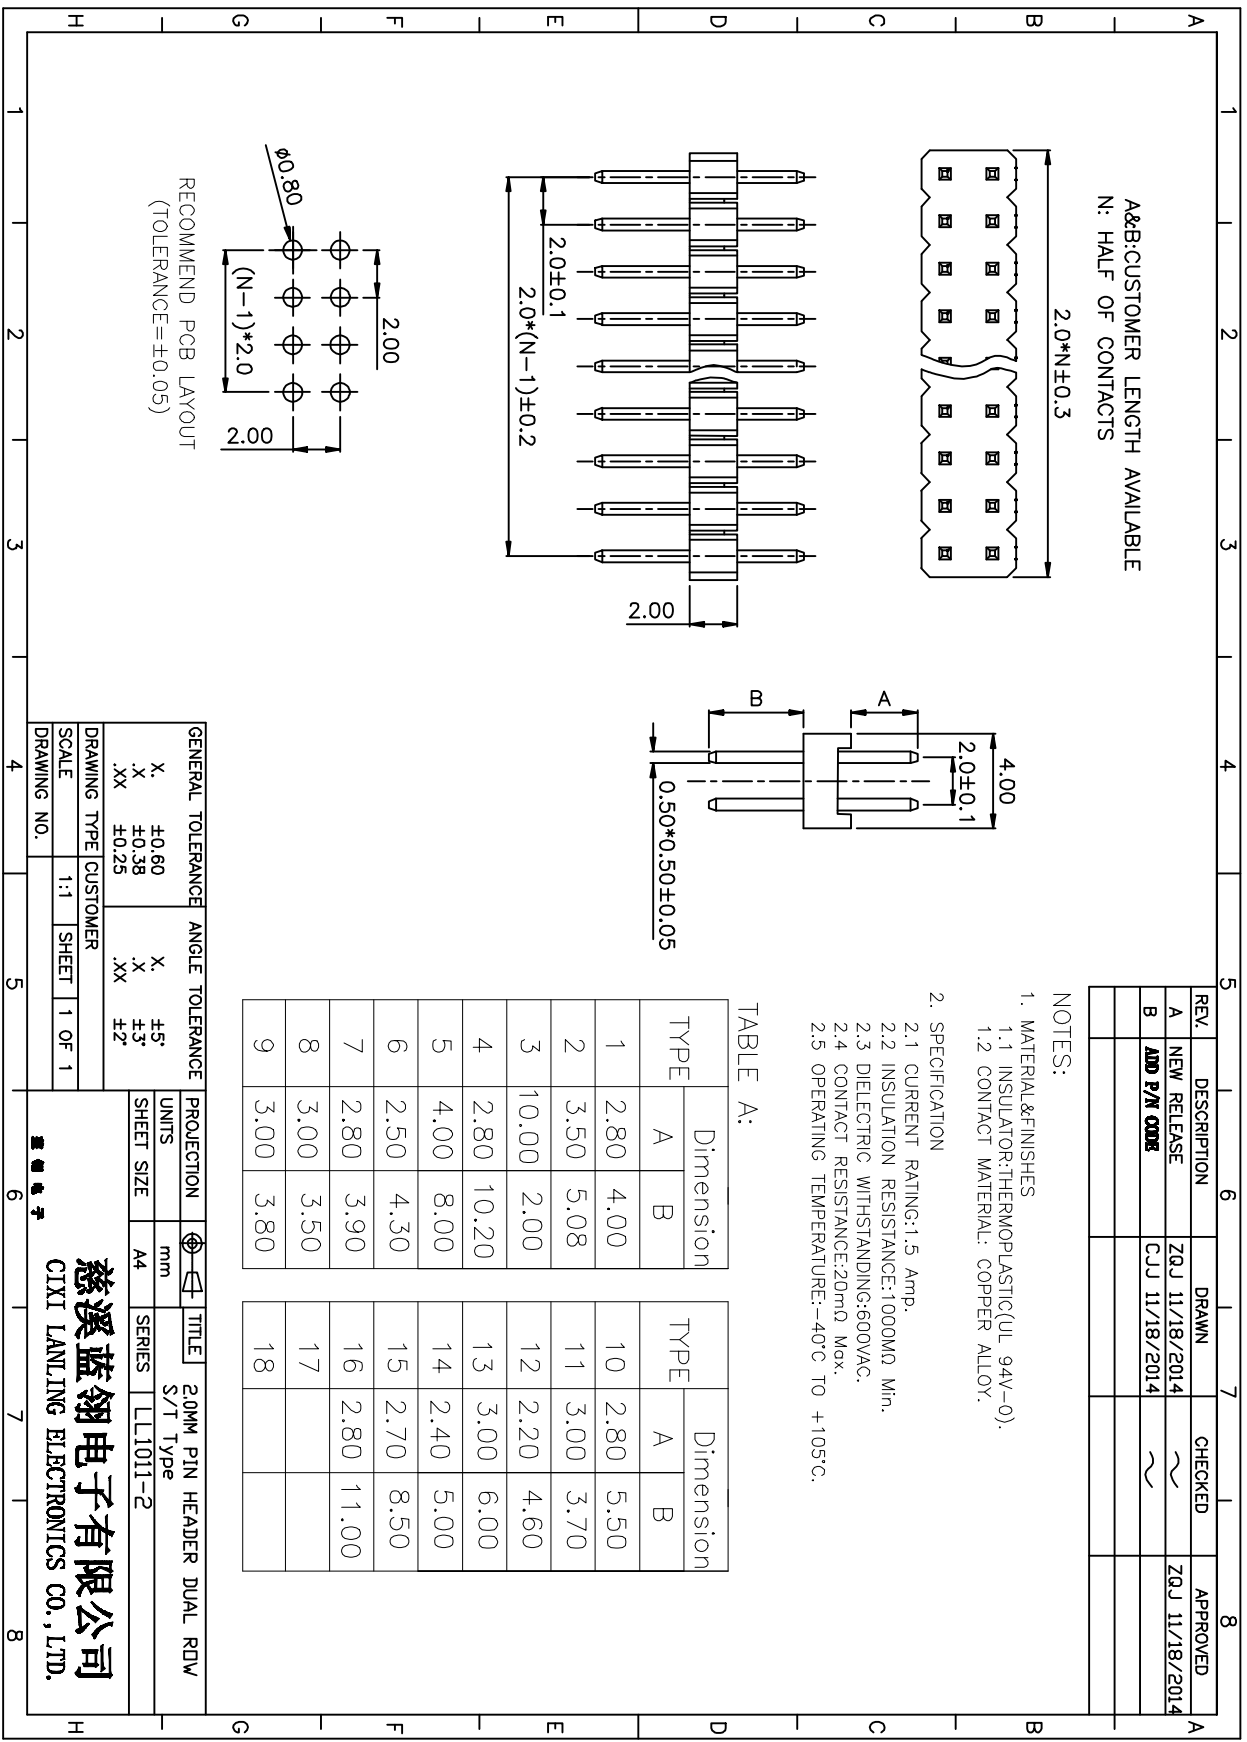 1 2 3 4 5 6 7 8
A B C D E F G H
A&B:CUSTOMER LENGTH AVAILABLE
N: HALF OF CONTACTS
2.0*N±0.3
2.0±0.1
2.0*(N-1)±0.2
2.00
4.00
2.0±0.1
A
B
0.50*0.50±0.05
ø0.80
2.00
(N-1)*2.0
2.00
RECOMMEND PCB LAYOUT
(TOLERANCE=±0.05)
REV. DESCRIPTION DRAWN CHECKED APPROVED
A NEW RELEASE ZQJ 11/18/2014 ZQJ 11/18/2014
B ADD P/N CODE CJJ 11/18/2014
NOTES:
1. MATERIAL&FINISHES
1.1 INSULATOR:THERMOPLASTIC(UL 94V-0).
1.2 CONTACT MATERIAL: COPPER ALLOY.
2. SPECIFICATION
2.1 CURRENT RATING:1.5 Amp.
2.2 INSULATION RESISTANCE:1000MΩ Min.
2.3 DIELECTRIC WITHSTANDING:600VAC.
2.4 CONTACT RESISTANCE:20mΩ Max.
2.5 OPERATING TEMPERATURE:-40°C TO +105°C.
TABLE A:
TYPE Dimension
A B
1 2.80 4.00
2 3.50 5.08
3 10.00 2.00
4 2.80 10.20
5 4.00 8.00
6 2.50 4.30
7 2.80 3.90
8 3.00 3.50
9 3.00 3.80
TYPE Dimension
A B
10 2.80 5.50
11 3.00 3.70
12 2.20 4.60
13 3.00 6.00
14 2.40 5.00
15 2.70 8.50
16 2.80 11.00
17
18
GENERAL TOLERANCE ANGLE TOLERANCE
X. ±0.60 X. ±5°
.X ±0.38 .X ±3°
.XX ±0.25 .XX ±2°
DRAWING TYPE CUSTOMER
SCALE 1:1 SHEET 1 OF 1
DRAWING NO.
PROJECTION
UNITS mm
SHEET SIZE A4
TITLE 2.0MM PIN HEADER DUAL ROW
S/T Type
SERIES LL1011-2
慈溪蓝翎电子有限公司
CIXI LANLING ELECTRONICS CO.,LTD.
蓝翎电子
1 2 3 4 5 6 7 8
A B C D E F G H